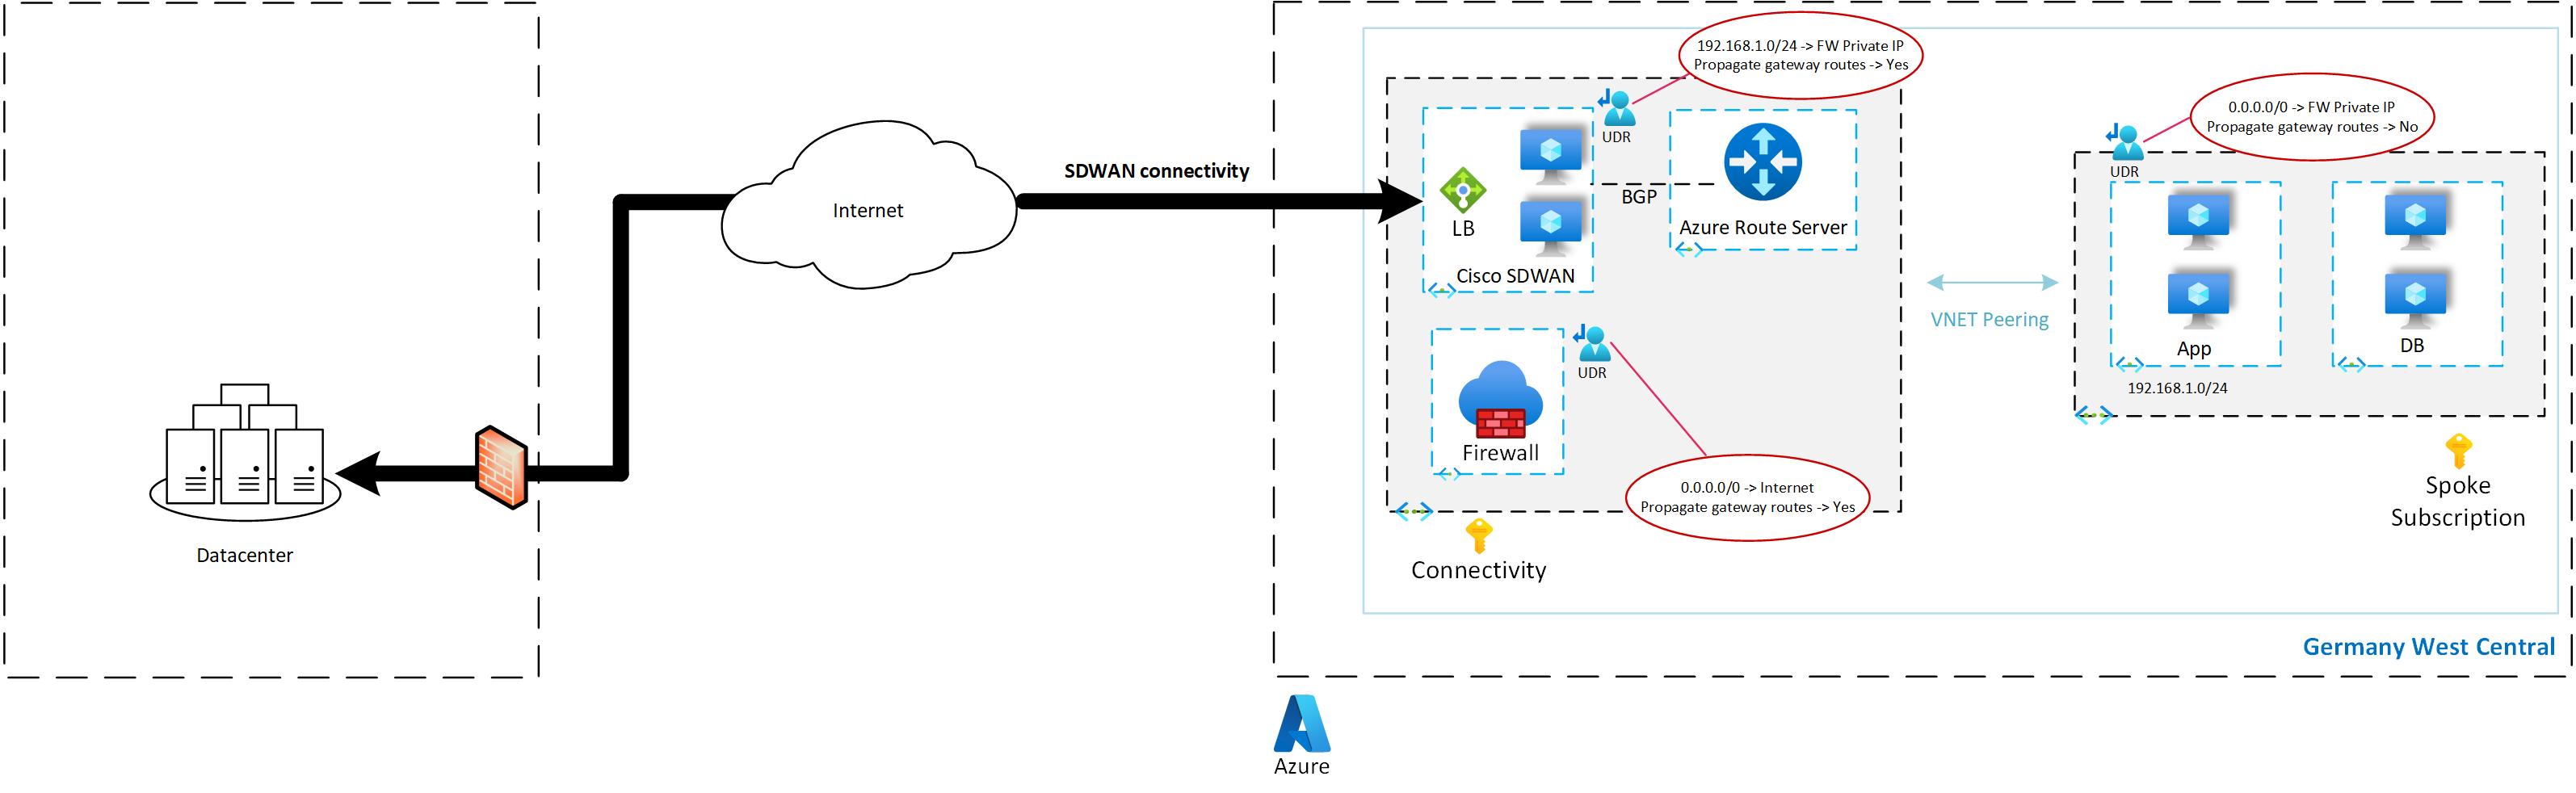 192.168.1.0/24 -> FW Private IP
Propagate gateway routes -> Yes
0.0.0.0/0 -> FW Private IP
Propagate gateway routes -> No
UDR
UDR
SDWAN connectivity
Internet
BGP
LB
Azure Route Server
Cisco SDWAN
VNET Peering
App
DB
192.168.1.0/24
UDR
Firewall
0.0.0.0/0 -> Internet
Propagate gateway routes -> Yes
Spoke
Subscription
Datacenter
Connectivity
Germany West Central
Azure